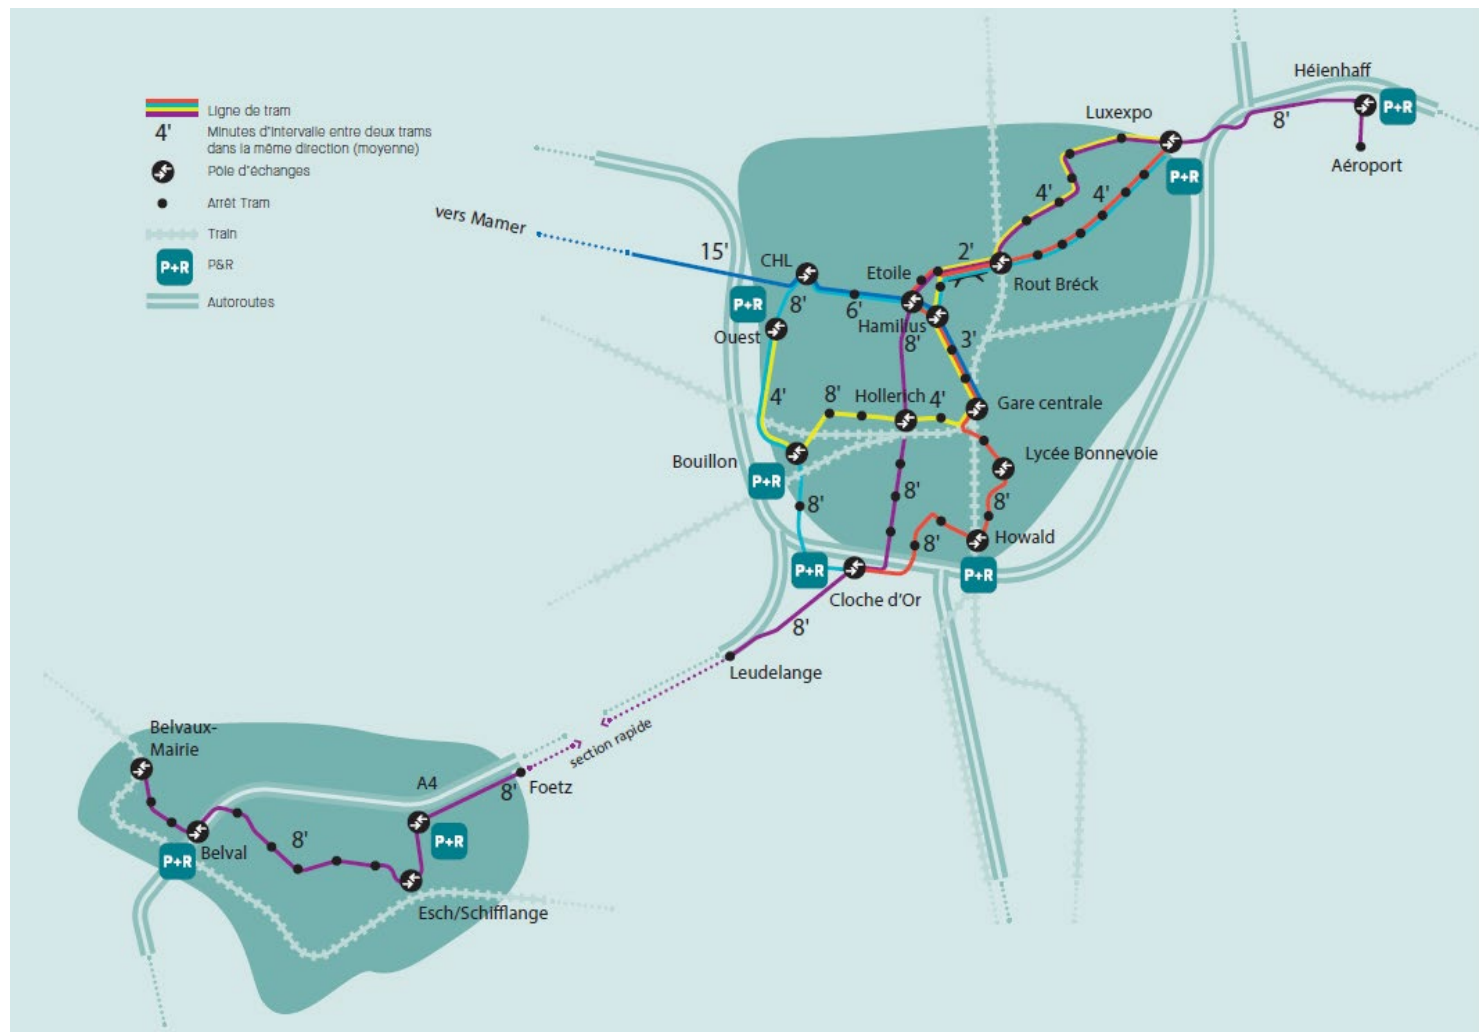 Ligne de tram
4'
Minutes d'intervalle entre deux trams
dans la même direction (moyenne)
Pôle d'échanges
Arrêt Tram
Train
P+R
P&R
Autoroutes
Héienhaff
P+R
8'
Luxexpo
Aéroport
P+R
vers Mamer
15'
4'
4'
2'
CHL
Etoile
Rout Bréck
P+R
8'
6'
Hamilius
Ouest
8'
3'
4'
8'
Hollerich
4'
Gare centrale
Bouillon
Lycée Bonnevoie
P+R
8'
8'
8'
8'
Howald
P+R
P+R
Cloche d'Or
8'
Leudelange
section rapide
Belvaux-
Mairie
A4
8'
Foetz
P+R
8'
P+R
Belval
Esch/Schifflange